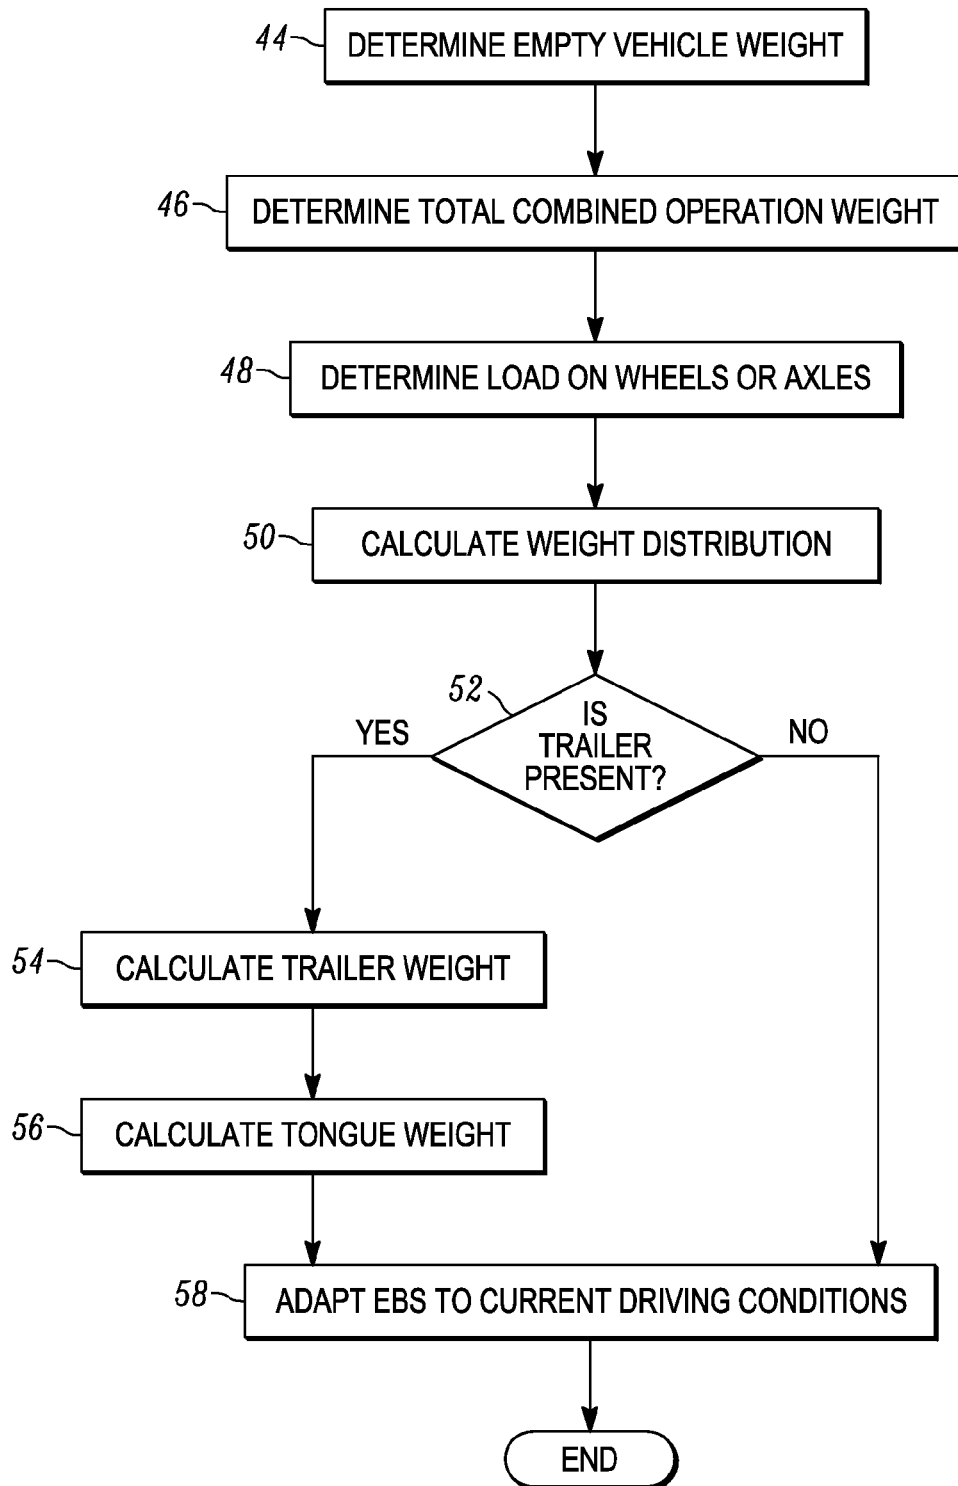 44
DETERMINE EMPTY VEHICLE WEIGHT
46
DETERMINE TOTAL COMBINED OPERATION WEIGHT
48
DETERMINE LOAD ON WHEELS OR AXLES
50
CALCULATE WEIGHT DISTRIBUTION
52
IS
TRAILER
PRESENT?
YES
NO
54
CALCULATE TRAILER WEIGHT
56
CALCULATE TONGUE WEIGHT
58
ADAPT EBS TO CURRENT DRIVING CONDITIONS
END